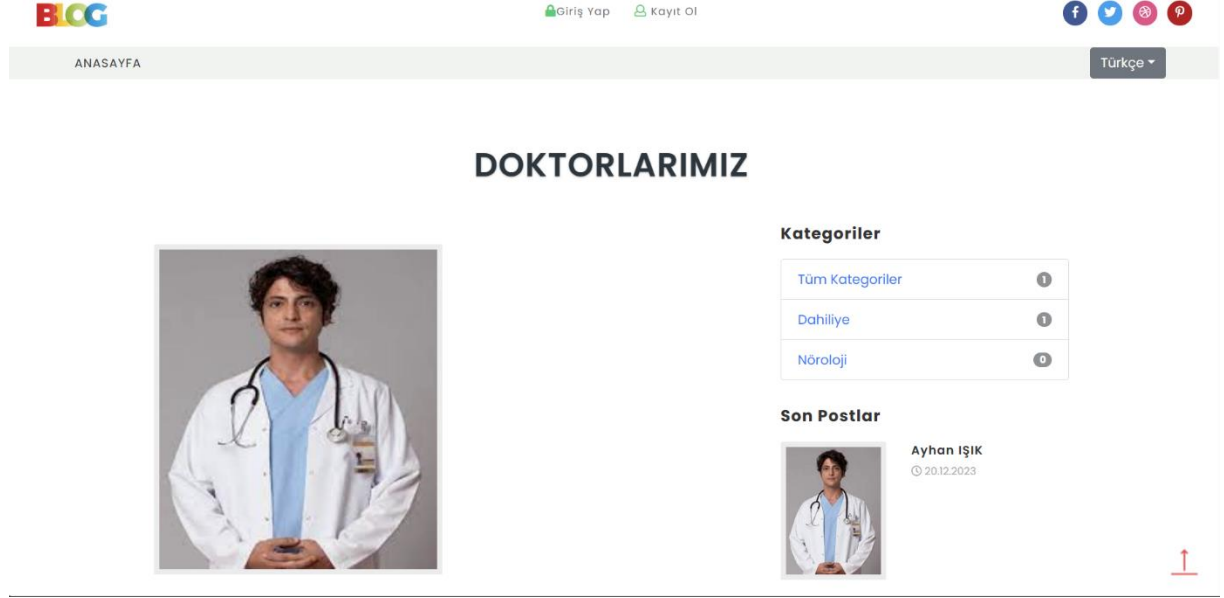 BLOG
Giriş Yap
Kayıt Ol
ANASAYFA
Türkçe
DOKTORLARIMIZ
Kategoriler
Tüm Kategoriler 1
Dahiliye 1
Nöroloji 0
Son Postlar
Ayhan IŞIK
20.12.2023